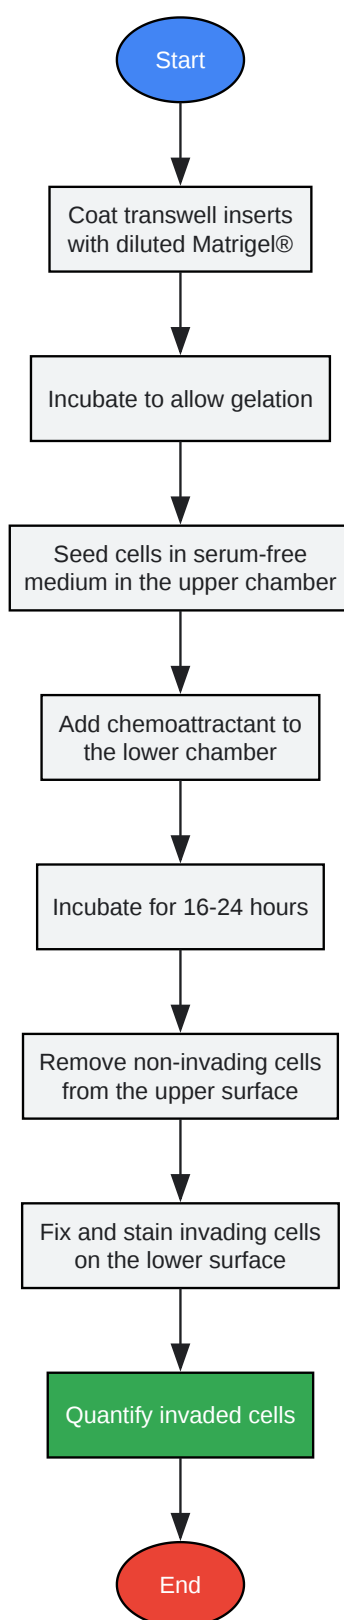 Start
Coat transwell inserts
with diluted Matrigel®
Incubate to allow gelation
Seed cells in serum-free
medium in the upper chamber
Add chemoattractant to
the lower chamber
Incubate for 16-24 hours
Remove non-invading cells
from the upper surface
Fix and stain invading cells
on the lower surface
Quantify invaded cells
End